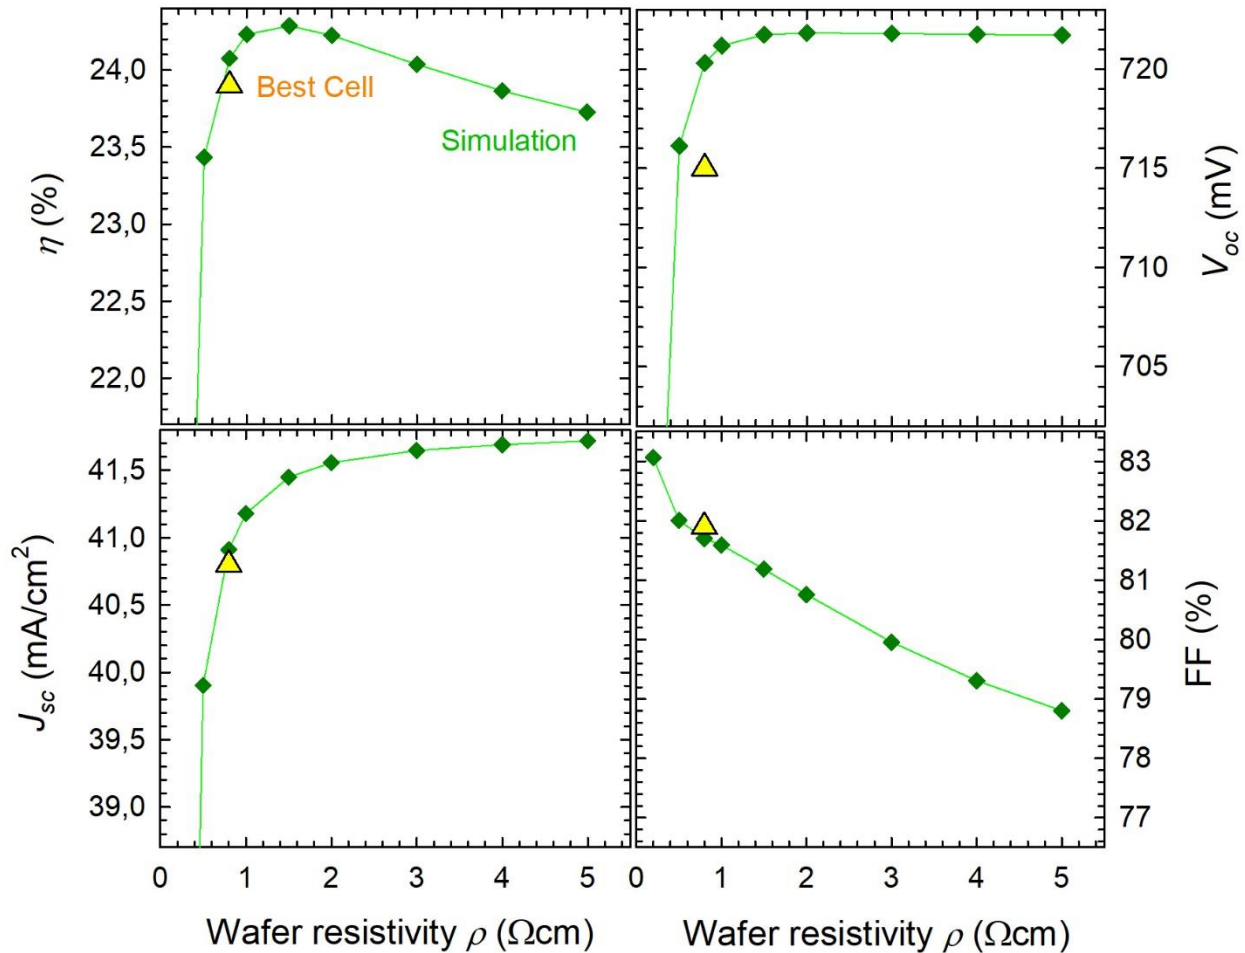 24,0
23,5
23,0
22,5
22,0
η (%)
Best Cell
Simulation
720
715
710
705
V_oc (mV)
41,5
41,0
40,5
40,0
39,5
39,0
J_sc (mA/cm²)
83
82
81
80
79
78
77
FF (%)
0 1 2 3 4 5
0 1 2 3 4 5
Wafer resistivity ρ (Ωcm)
Wafer resistivity ρ (Ωcm)